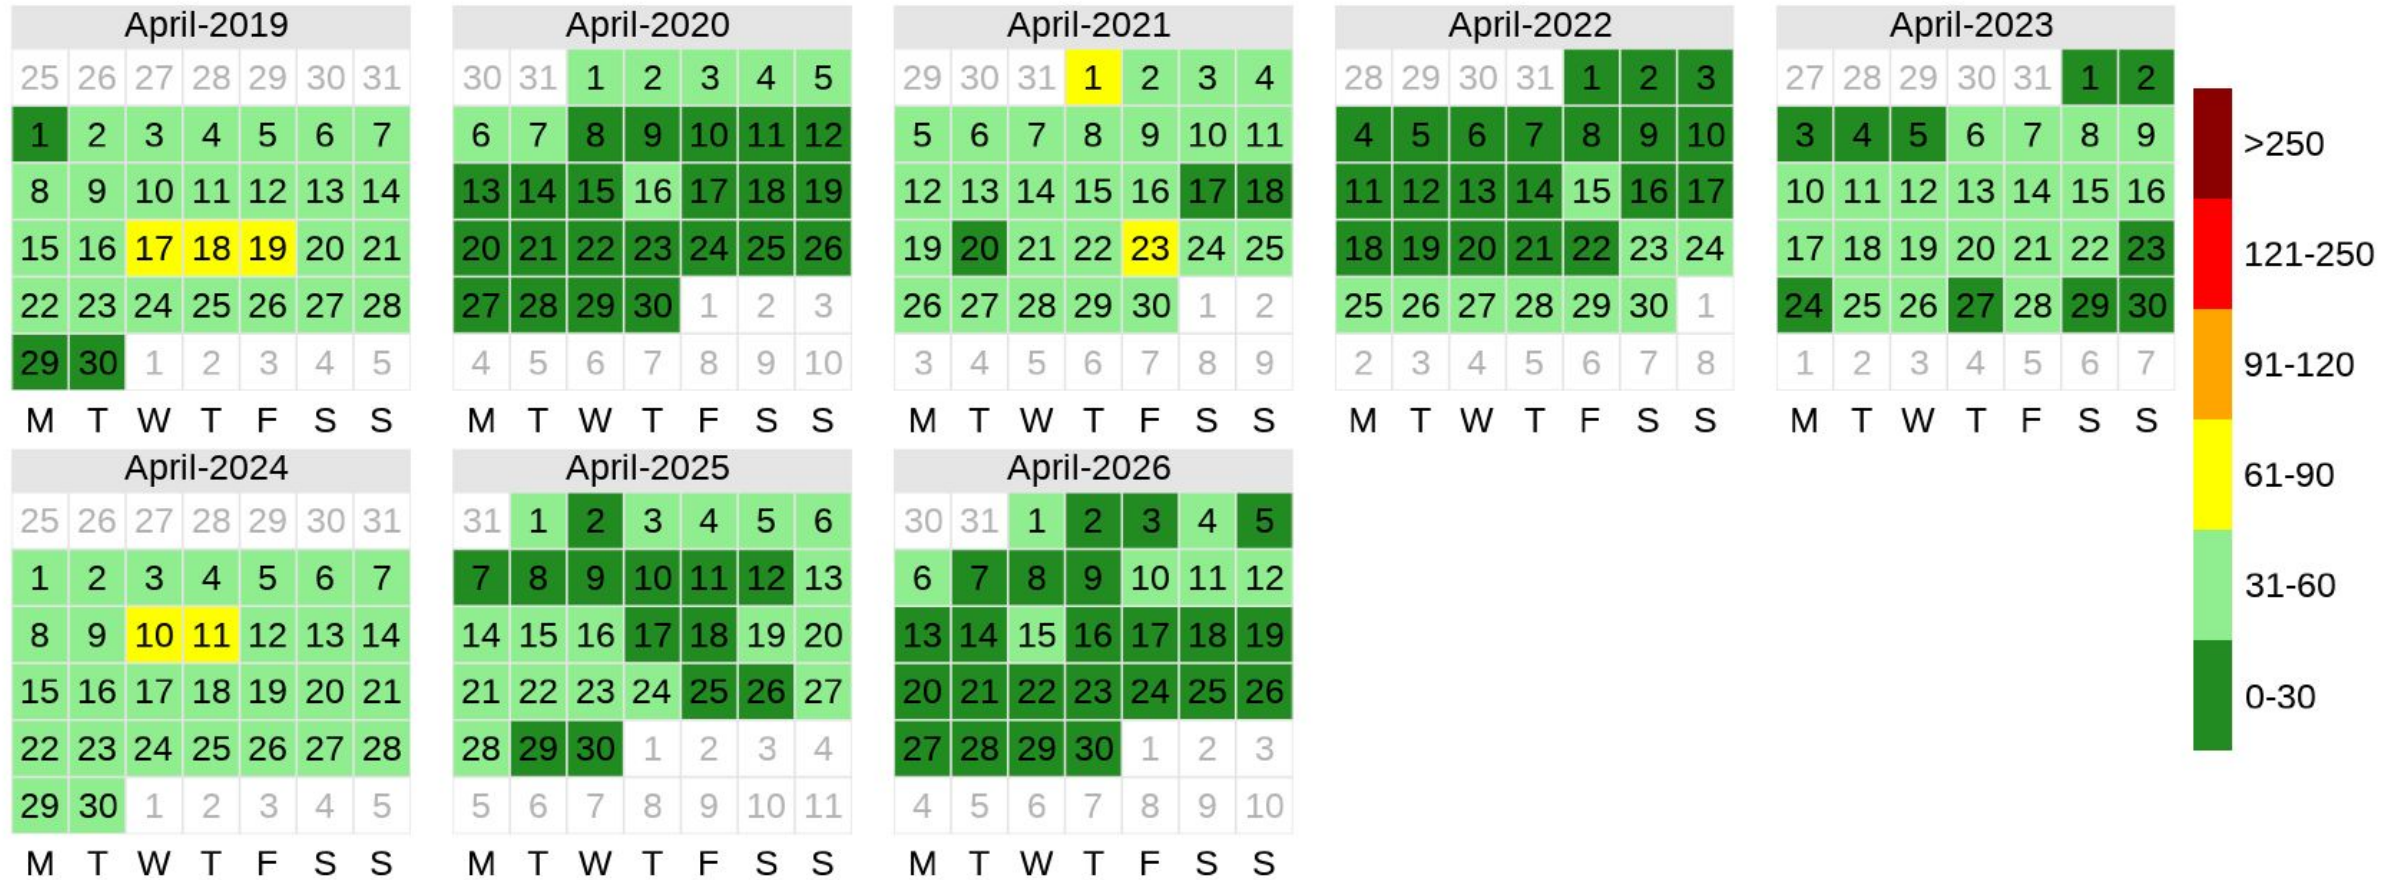 April-2019
25 26 27 28 29 30 31
1 2 3 4 5 6 7
8 9 10 11 12 13 14
15 16 17 18 19 20 21
22 23 24 25 26 27 28
29 30 1 2 3 4 5
M T W T F S S
April-2020
30 31 1 2 3 4 5
6 7 8 9 10 11 12
13 14 15 16 17 18 19
20 21 22 23 24 25 26
27 28 29 30 1 2 3
4 5 6 7 8 9 10
M T W T F S S
April-2021
29 30 31 1 2 3 4
5 6 7 8 9 10 11
12 13 14 15 16 17 18
19 20 21 22 23 24 25
26 27 28 29 30 1 2
3 4 5 6 7 8 9
M T W T F S S
April-2022
28 29 30 31 1 2 3
4 5 6 7 8 9 10
11 12 13 14 15 16 17
18 19 20 21 22 23 24
25 26 27 28 29 30 1
2 3 4 5 6 7 8
M T W T F S S
April-2023
27 28 29 30 31 1 2
3 4 5 6 7 8 9
10 11 12 13 14 15 16
17 18 19 20 21 22 23
24 25 26 27 28 29 30
1 2 3 4 5 6 7
M T W T F S S
April-2024
25 26 27 28 29 30 31
1 2 3 4 5 6 7
8 9 10 11 12 13 14
15 16 17 18 19 20 21
22 23 24 25 26 27 28
29 30 1 2 3 4 5
M T W T F S S
April-2025
31 1 2 3 4 5 6
7 8 9 10 11 12 13
14 15 16 17 18 19 20
21 22 23 24 25 26 27
28 29 30 1 2 3 4
5 6 7 8 9 10 11
M T W T F S S
April-2026
30 31 1 2 3 4 5
6 7 8 9 10 11 12
13 14 15 16 17 18 19
20 21 22 23 24 25 26
27 28 29 30 1 2 3
4 5 6 7 8 9 10
M T W T F S S
>250
121-250
91-120
61-90
31-60
0-30